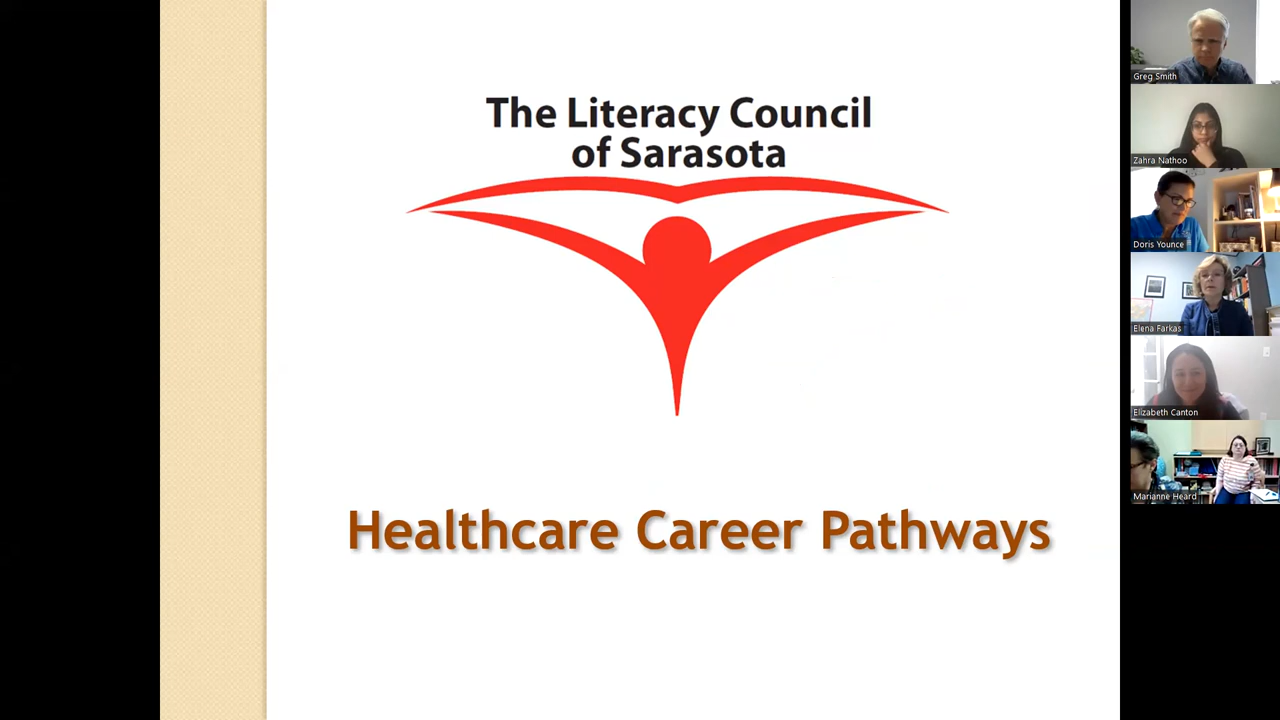 The Literacy Council
of Sarasota
Healthcare Career Pathways
Greg Smith
Zahra Nathoo
Doris Younce
Elena Farkas
Elizabeth Canton
Marianne Heard